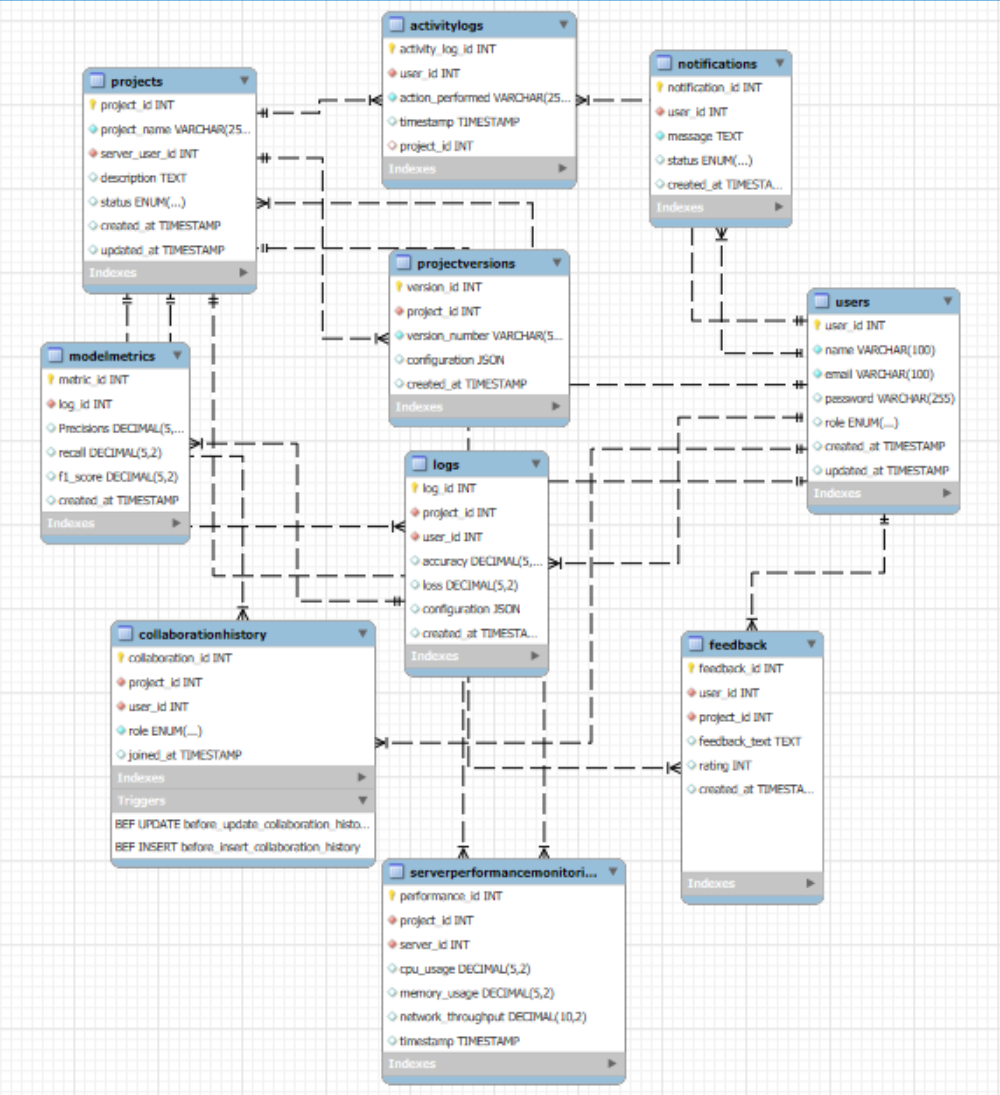 activitylogs
activity_log_id INT
user_id INT
action_performed VARCHAR(25...
timestamp TIMESTAMP
project_id INT
Indexes
notifications
notification_id INT
user_id INT
message TEXT
status ENUM(...)
created_at TIMESTA...
Indexes
projects
project_id INT
project_name VARCHAR(25...
server_user_id INT
description TEXT
status ENUM(...)
created_at TIMESTAMP
updated_at TIMESTAMP
Indexes
projectversions
version_id INT
project_id INT
version_number VARCHAR(5...
configuration JSON
created_at TIMESTAMP
Indexes
users
user_id INT
name VARCHAR(100)
email VARCHAR(100)
password VARCHAR(255)
role ENUM(...)
created_at TIMESTAMP
updated_at TIMESTAMP
Indexes
modelmetrics
metric_id INT
log_id INT
Precisions DECIMAL(5,...
recall DECIMAL(5,2)
f1_score DECIMAL(5,2)
created_at TIMESTAMP
Indexes
logs
log_id INT
project_id INT
user_id INT
accuracy DECIMAL(5,...
loss DECIMAL(5,2)
configuration JSON
created_at TIMESTA...
Indexes
collaborationhistory
collaboration_id INT
project_id INT
user_id INT
role ENUM(...)
joined_at TIMESTAMP
Indexes
Triggers
BEF UPDATE before_update_collaboration_histo...
BEF INSERT before_insert_collaboration_history
feedback
feedback_id INT
user_id INT
project_id INT
feedback_text TEXT
rating INT
created_at TIMESTA...
Indexes
serverperformancemonitori...
performance_id INT
project_id INT
server_id INT
cpu_usage DECIMAL(5,2)
memory_usage DECIMAL(5,2)
network_throughput DECIMAL(10,2)
timestamp TIMESTAMP
Indexes